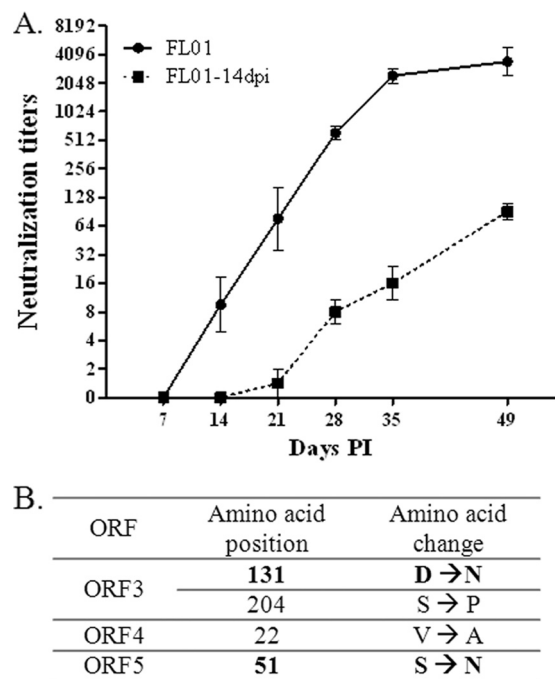 A.
8192
4096
2048
1024
512
256
128
64
32
16
8
4
2
0
Neutralization titers
FL01
FL01-14dpi
7 14 21 28 35 49
Days PI
B.
ORF Amino acid position Amino acid change
ORF3 131 D → N
204 S → P
ORF4 22 V → A
ORF5 51 S → N